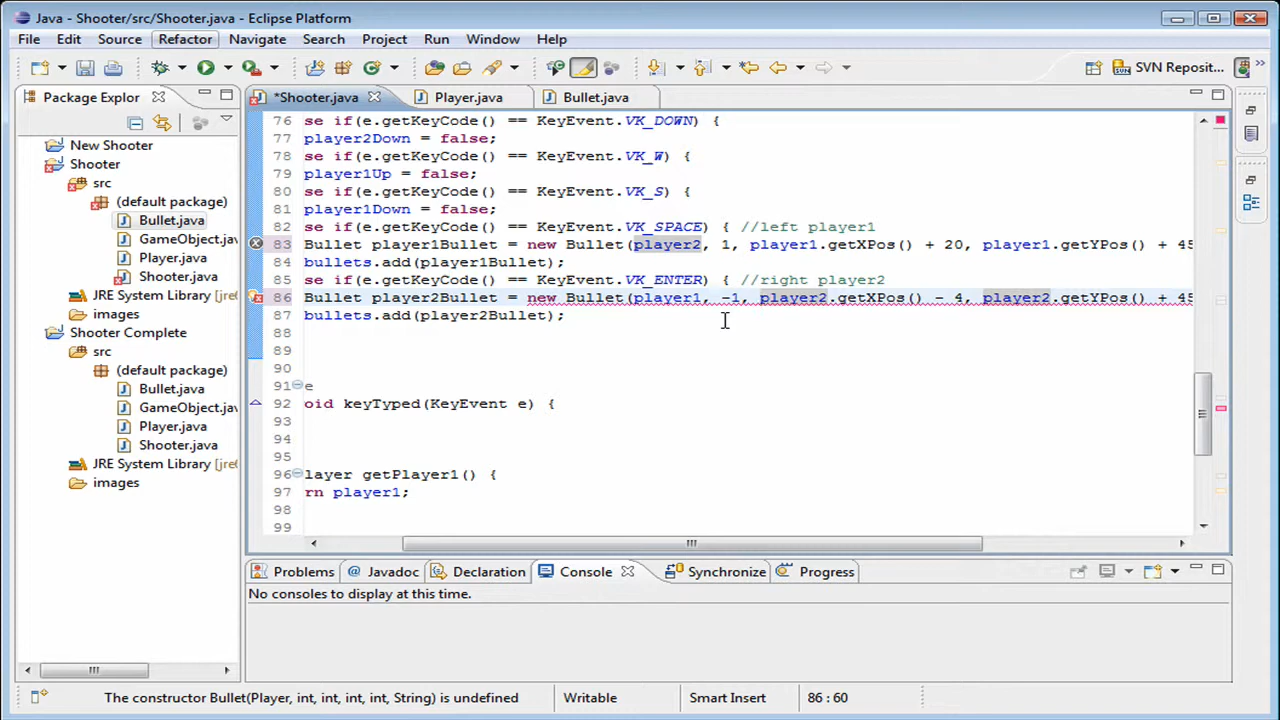 Java - Shooter/src/Shooter.java - Eclipse Platform
File Edit Source Refactor Navigate Search Project Run Window Help
SVN Reposit...
Package Explor
*Shooter.java Player.java Bullet.java
New Shooter
Shooter
src
(default package)
Bullet.java
GameObject.jav
Player.java
Shooter.java
JRE System Library [jre
images
Shooter Complete
src
(default package)
Bullet.java
GameObject.jav
Player.java
Shooter.java
JRE System Library [jre
images
76 se if(e.getKeyCode() == KeyEvent.VK_DOWN) {
77 player2Down = false;
78 se if(e.getKeyCode() == KeyEvent.VK_W) {
79 player1Up = false;
80 se if(e.getKeyCode() == KeyEvent.VK_S) {
81 player1Down = false;
82 se if(e.getKeyCode() == KeyEvent.VK_SPACE) { //left player1
83 Bullet player1Bullet = new Bullet(player2, 1, player1.getXPos() + 20, player1.getYPos() + 45
84 bullets.add(player1Bullet);
85 se if(e.getKeyCode() == KeyEvent.VK_ENTER) { //right player2
86 Bullet player2Bullet = new Bullet(player1, -1, player2.getXPos() - 4, player2.getYPos() + 45
87 bullets.add(player2Bullet);
88
89
90
91 e
92 oid keyTyped(KeyEvent e) {
93
94
95
96 layer getPlayer1() {
97 rn player1;
98
99
Problems @ Javadoc Declaration Console Synchronize Progress
No consoles to display at this time.
The constructor Bullet(Player, int, int, int, int, String) is undefined Writable Smart Insert 86 : 60